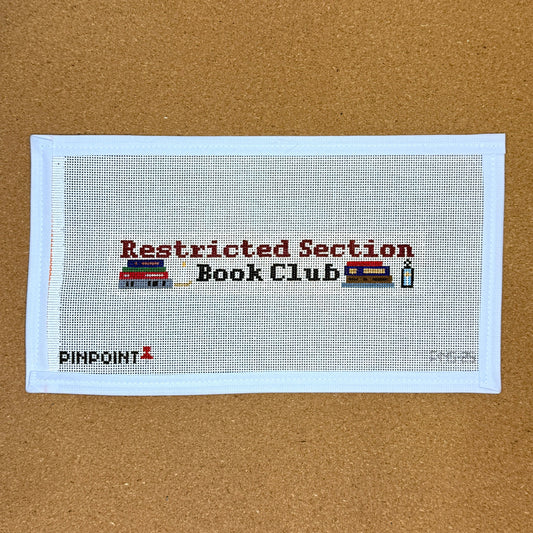 Restricted Section
Book Club
PINPOINT